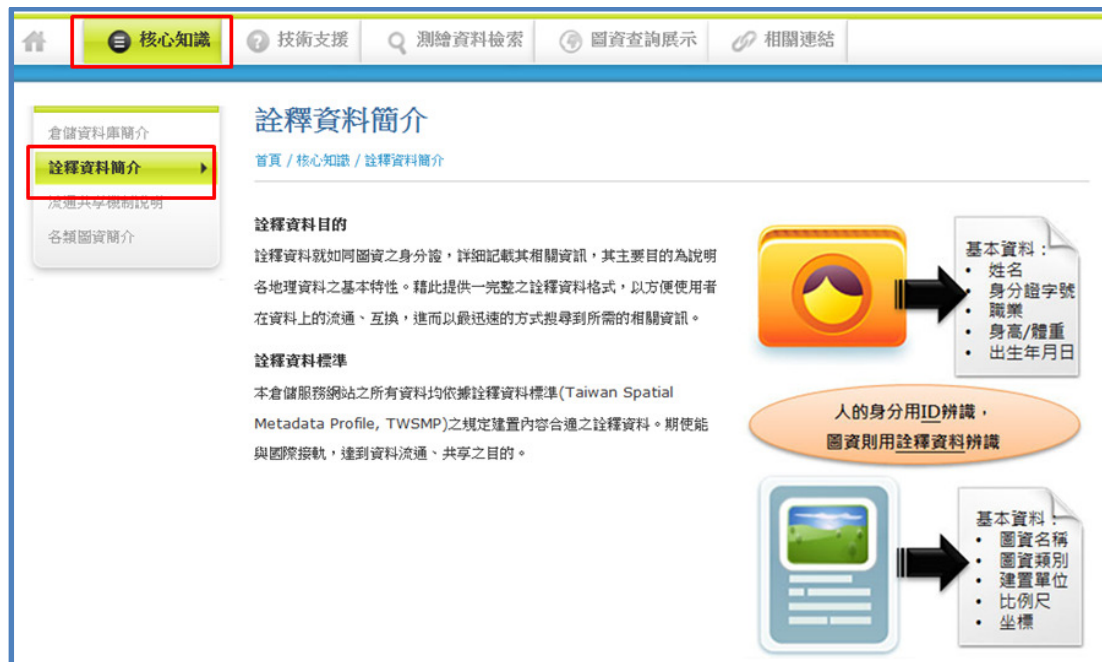 核心知識
技術支援
測繪資料檢索
圖資查詢展示
相關連結
倉儲資料庫簡介
詮釋資料簡介
流通共享機制說明
各類圖資簡介
詮釋資料簡介
首頁 / 核心知識 / 詮釋資料簡介
詮釋資料目的
詮釋資料就如同圖資之身分證，詳細記載其相關資訊，其主要目的為說明
各地理資料之基本特性。藉此提供一完整之詮釋資料格式，以方便使用者
在資料上的流通、互換，進而以最迅速的方式搜尋到所需的相關資訊。
詮釋資料標準
本倉儲服務網站之所有資料均依據詮釋資料標準(Taiwan Spatial
Metadata Profile, TWSMP)之規定建置內容合適之詮釋資料。期使能
與國際接軌，達到資料流通、共享之目的。
基本資料：
• 姓名
• 身分證字號
• 職業
• 身高/體重
• 出生年月日
人的身分用ID辨識，
圖資則用詮釋資料辨識
基本資料：
• 圖資名稱
• 圖資類別
• 建置單位
• 比例尺
• 坐標